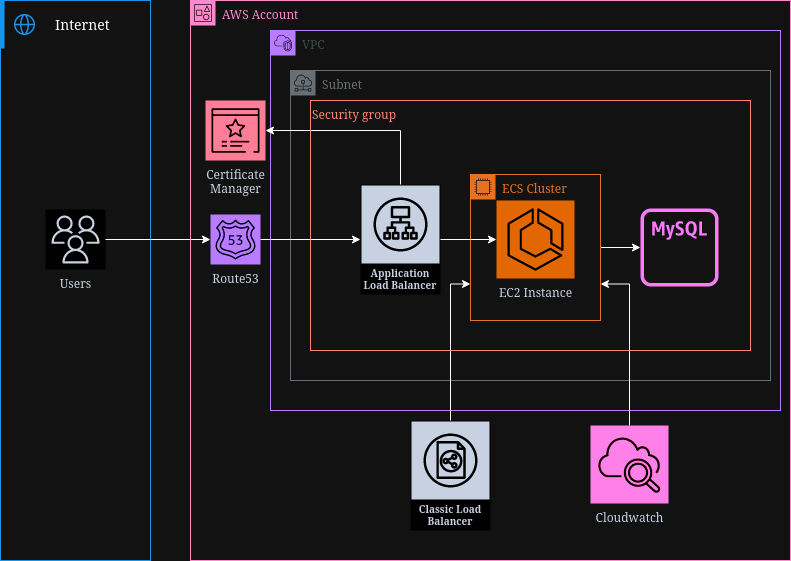 Internet
AWS Account
VPC
Subnet
Security group
Certificate
Manager
ECS Cluster
Users
53
Route53
Application
Load Balancer
EC2 Instance
MySQL
Classic Load
Balancer
Cloudwatch